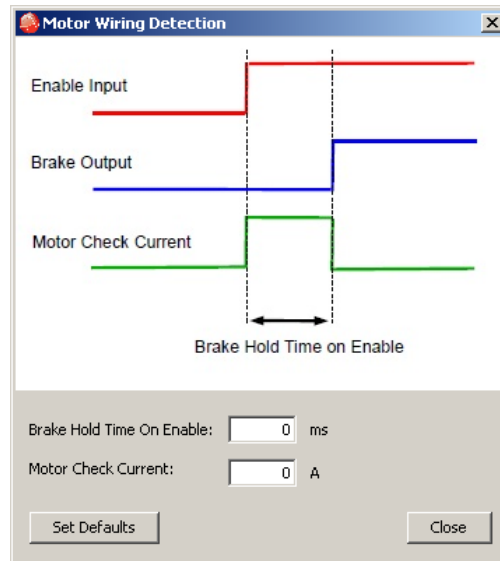 Motor Wiring Detection
Enable Input
Brake Output
Motor Check Current
Brake Hold Time on Enable
Brake Hold Time On Enable: 0 ms
Motor Check Current: 0 A
Set Defaults Close